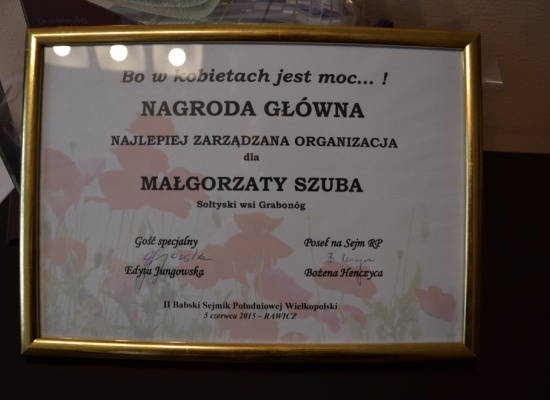 Bo w kobietach jest moc... !
NAGRODA GŁÓWNA
NAJLEPIEJ ZARZĄDZANA ORGANIZACJA
dla
MAŁGORZATY SZUBA
Sołtyski wsi Grabonóg
Gość specjalny Poseł na Sejm RP
Edyta Jungowska Bożena Henczyca
II Babski Sejmik Południowej Wielkopolski
5 czerwca 2015 – RAWICZ